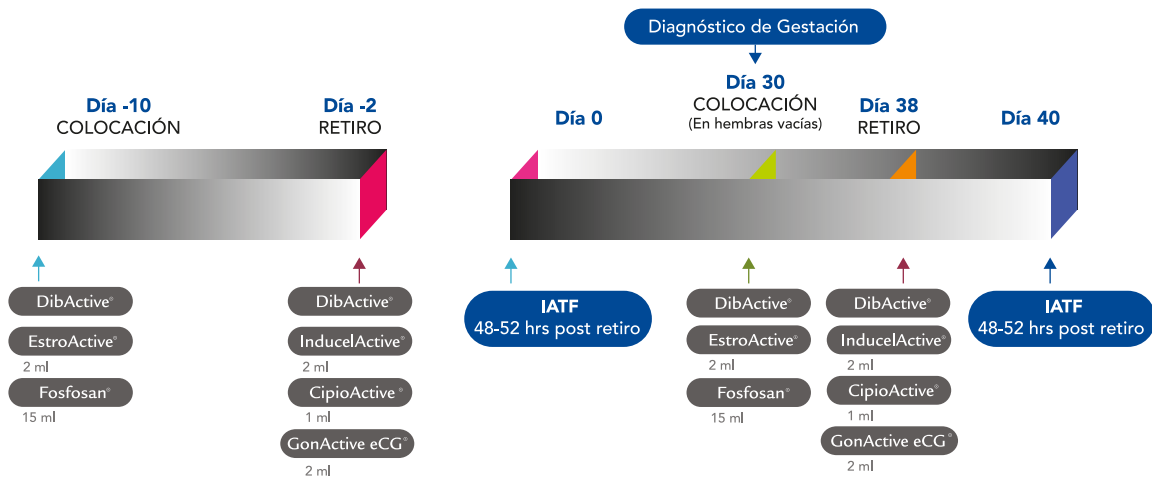 Diagnóstico de Gestación
Día -10
COLOCACIÓN
Día -2
RETIRO
Día 0
Día 30
COLOCACIÓN
(En hembras vacías)
Día 38
RETIRO
Día 40
DibActive®
EstroActive®
2 ml
Fosfosan®
15 ml
DibActive®
InducelActive®
2 ml
CipioActive®
1 ml
GonActive eCG®
2 ml
IATF
48-52 hrs post retiro
DibActive®
EstroActive®
2 ml
Fosfosan®
15 ml
DibActive®
InducelActive®
2 ml
CipioActive®
1 ml
GonActive eCG®
2 ml
IATF
48-52 hrs post retiro